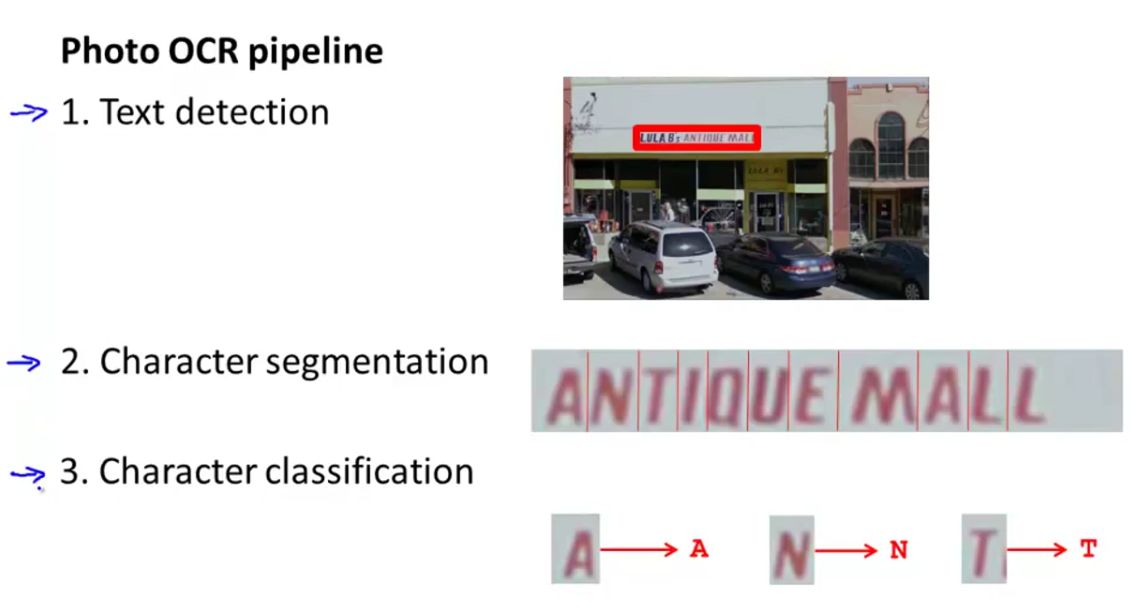 Photo OCR pipeline
1. Text detection
LULA B's ANTIQUE MALL
2. Character segmentation
ANTIQUE MALL
3. Character classification
A A N N T T